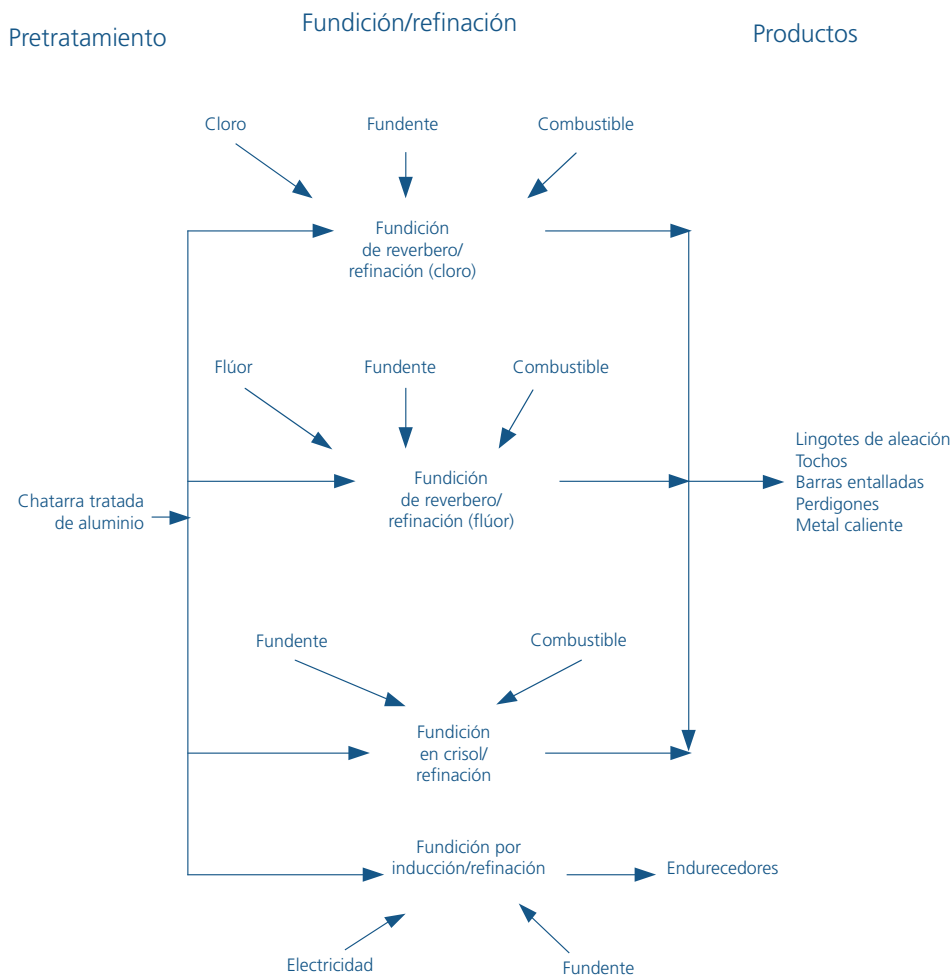 Pretratamiento
Fundición/refinación
Productos
Cloro
Fundente
Combustible
Fundición
de reverbero/
refinación (cloro)
Flúor
Fundente
Combustible
Fundición
de reverbero/
refinación (flúor)
Chatarra tratada
de aluminio
Lingotes de aleación
Tochos
Barras entalladas
Perdigones
Metal caliente
Fundente
Combustible
Fundición
en crisol/
refinación
Fundición por
inducción/refinación
Endurecedores
Electricidad
Fundente